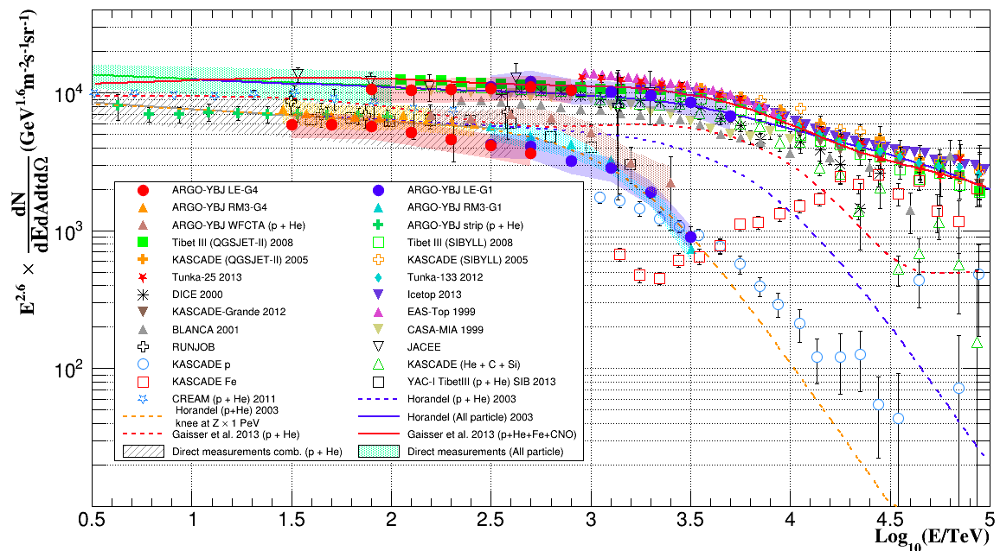 E^2.6 × dN/dEdAdtdΩ (GeV^1.6m^-2s^-1sr^-1)
10^4
10^3
10^2
ARGO-YBJ LE-G4 ARGO-YBJ LE-G1
ARGO-YBJ RM3-G4 ARGO-YBJ RM3-G1
ARGO-YBJ WFCTA (p + He) ARGO-YBJ strip (p + He)
Tibet III (QGSJET-II) 2008 Tibet III (SIBYLL) 2008
KASCADE (QGSJET-II) 2005 KASCADE (SIBYLL) 2005
Tunka-25 2013 Tunka-133 2012
DICE 2000 Icetop 2013
KASCADE-Grande 2012 EAS-Top 1999
BLANCA 2001 CASA-MIA 1999
RUNJOB JACEE
KASCADE p KASCADE (He + C + Si)
KASCADE Fe YAC-I TibetIII (p + He) SIB 2013
CREAM (p + He) 2011 Horandel (p + He) 2003
Horandel (p+He) 2003
knee at Z × 1 PeV Horandel (All particle) 2003
Gaisser et al. 2013 (p + He) Gaisser et al. 2013 (p+He+Fe+CNO)
Direct measurements comb. (p + He) Direct measurements (All particle)
0.5 1 1.5 2 2.5 3 3.5 4 4.5 5
Log10(E/TeV)